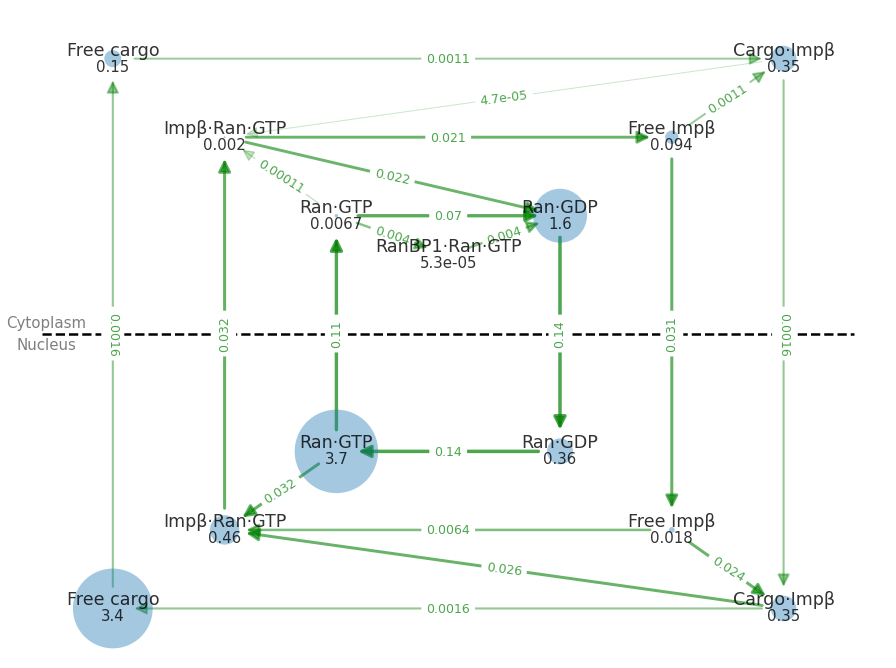 Free cargo
0.15
0.0011
Cargo·Impβ
0.35
4.7e-05
0.0011
Impβ·Ran·GTP
0.002
0.021
Free Impβ
0.094
0.00011
0.022
Ran·GTP
0.0067
0.07
Ran·GDP
1.6
0.004
0.004
RanBP1·Ran·GTP
5.3e-05
Cytoplasm
Nucleus
0.0016
0.032
0.11
0.14
0.031
0.0016
Ran·GTP
3.7
0.14
Ran·GDP
0.36
0.032
Impβ·Ran·GTP
0.46
0.0064
Free Impβ
0.018
0.026
0.024
Free cargo
3.4
0.0016
Cargo·Impβ
0.35